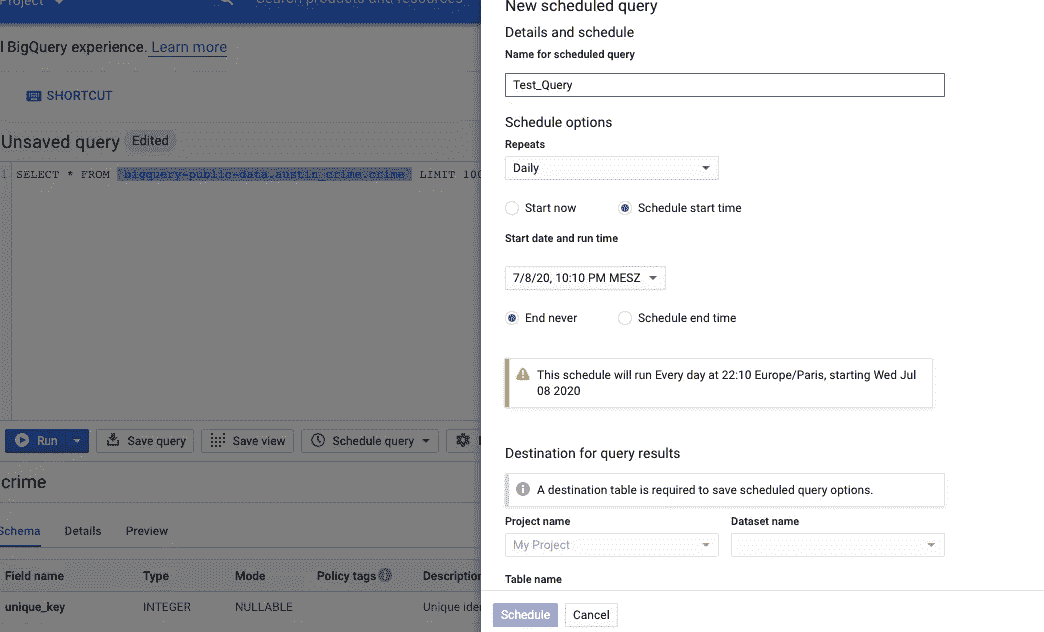 Project
Search products and resources
l BigQuery experience. Learn more
SHORTCUT
Unsaved query Edited
1 SELECT * FROM `bigquery-public-data.austin_crime.crime` LIMIT 100
Run
Save query
Save view
Schedule query
crime
Schema
Details
Preview
Field name
Type
Mode
Policy tags
Description
unique_key
INTEGER
NULLABLE
Unique ide
New scheduled query
Details and schedule
Name for scheduled query
Test_Query
Schedule options
Repeats
Daily
Start now
Schedule start time
Start date and run time
7/8/20, 10:10 PM MESZ
End never
Schedule end time
This schedule will run Every day at 22:10 Europe/Paris, starting Wed Jul
08 2020
Destination for query results
A destination table is required to save scheduled query options.
Project name
Dataset name
My Project
Table name
Schedule
Cancel